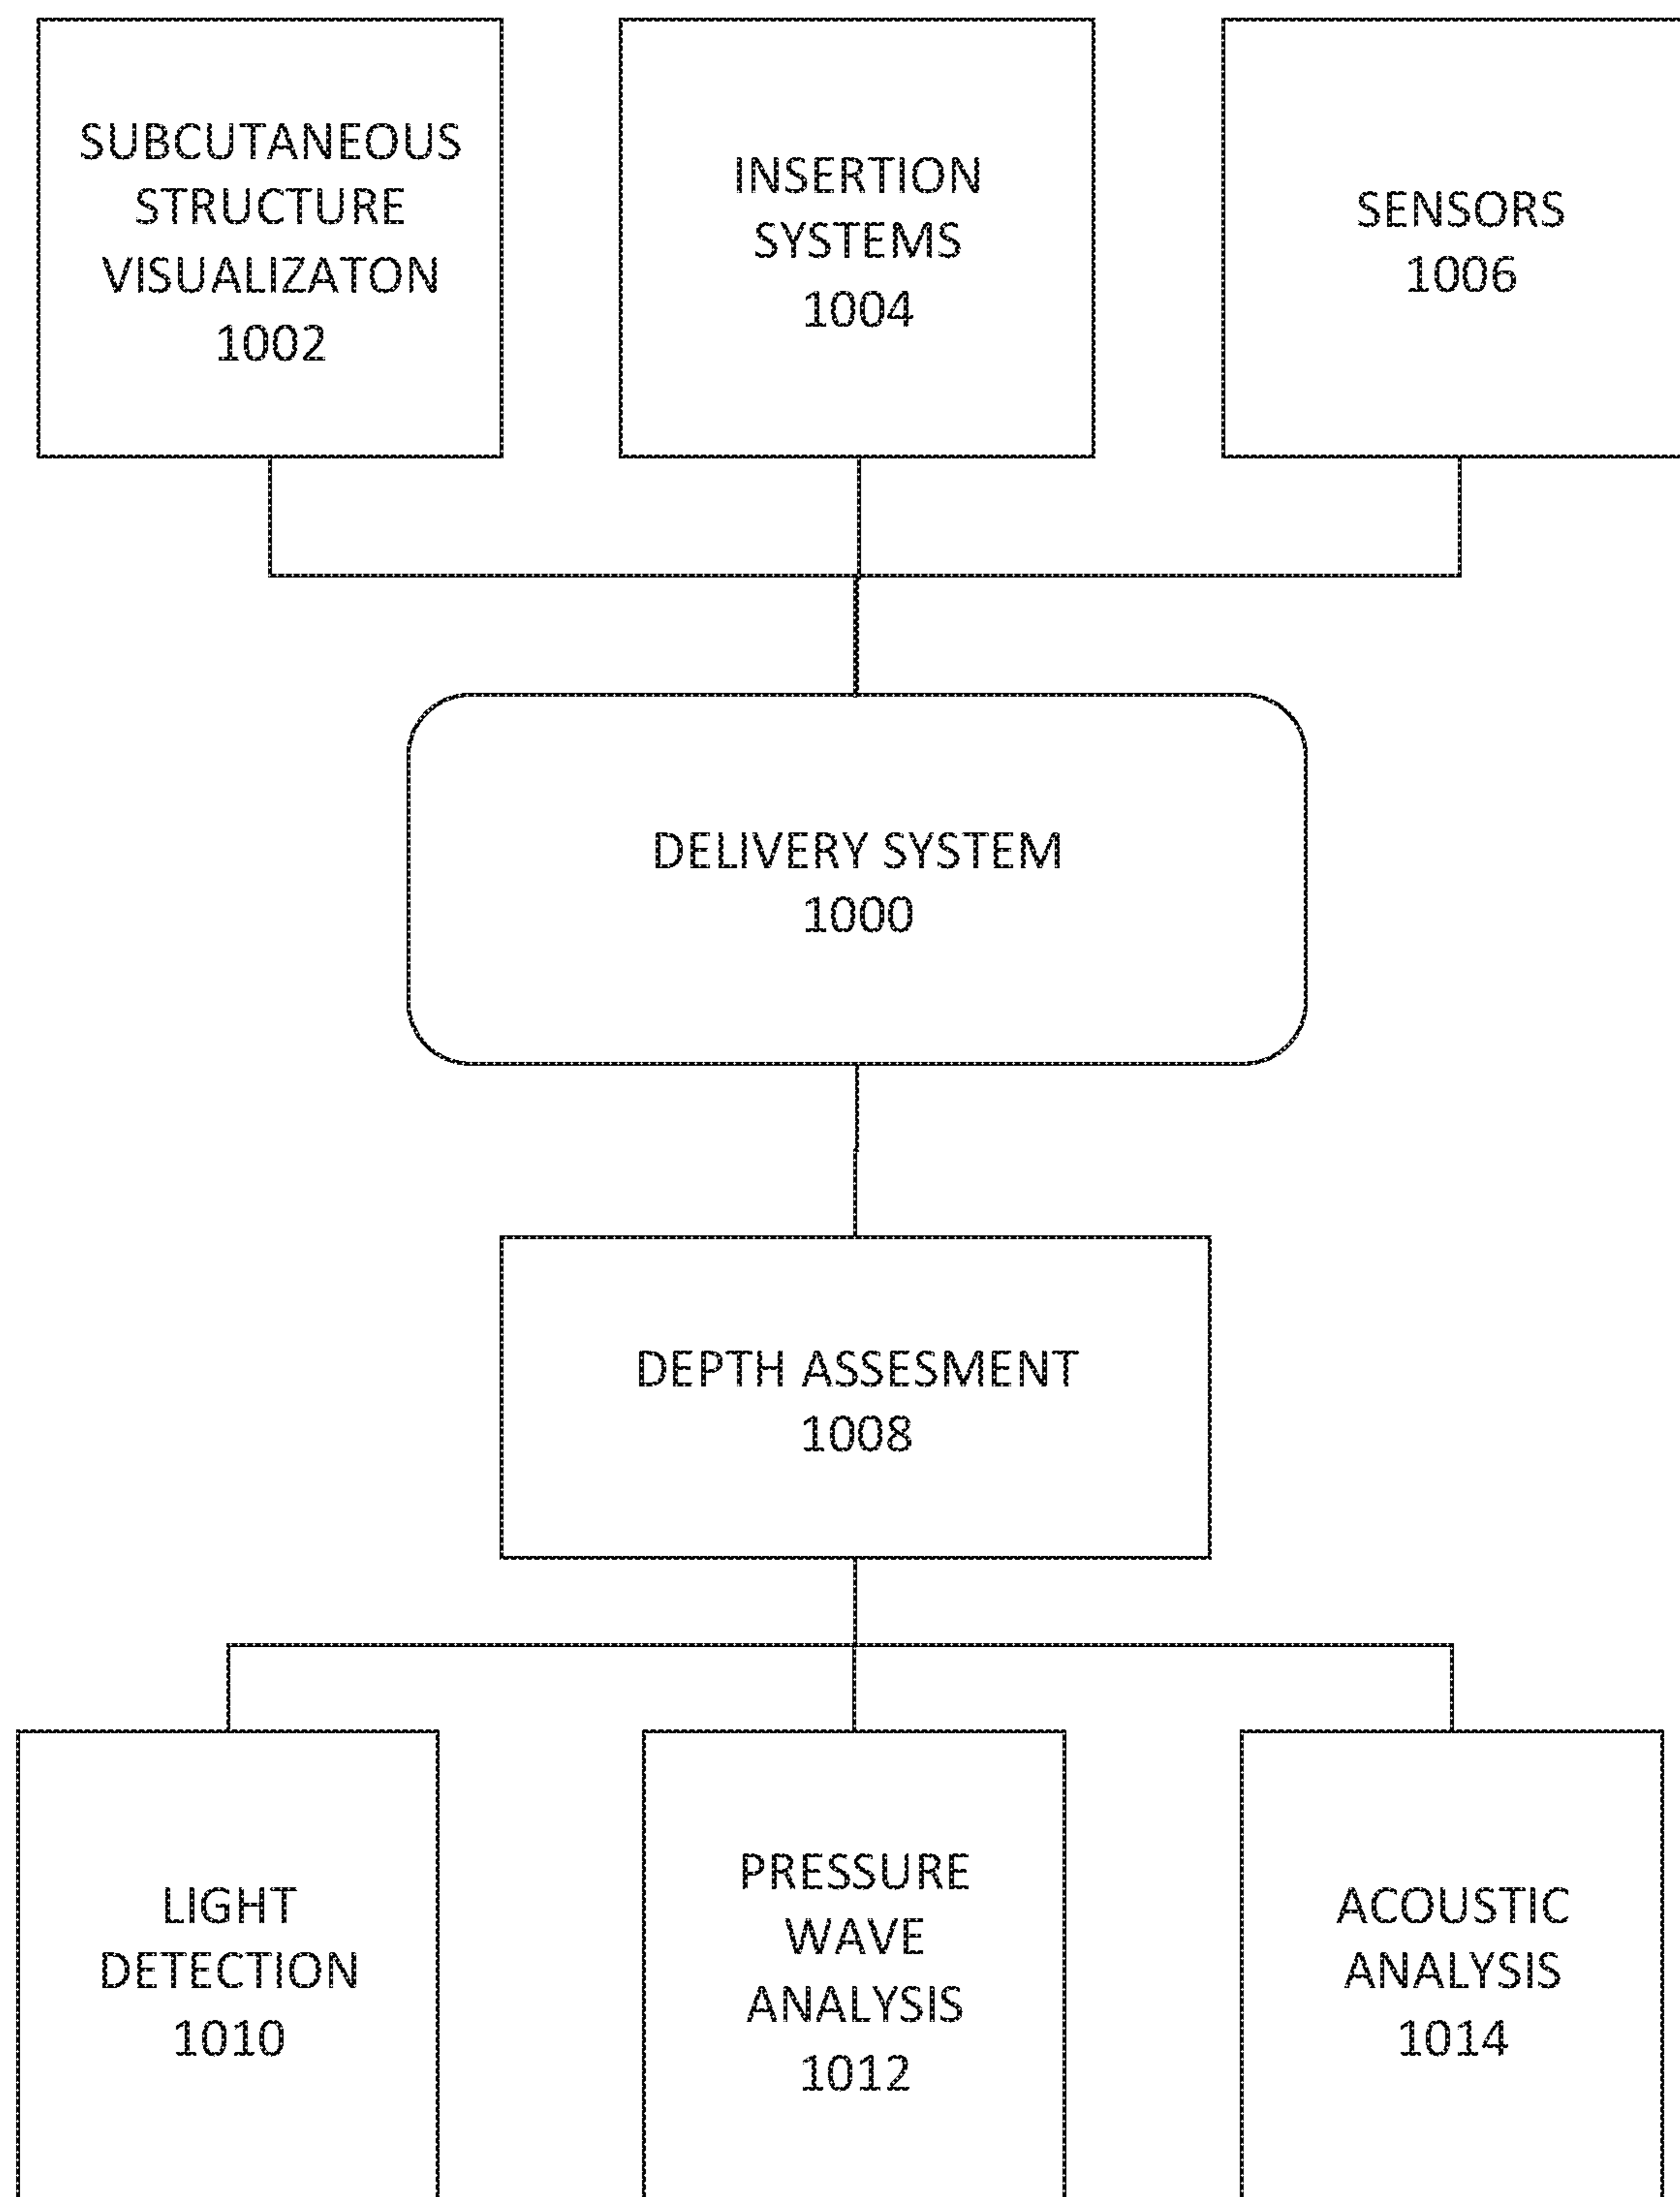 SUBCUTANEOUS
STRUCTURE
VISUALIZATON
1002
INSERTION
SYSTEMS
1004
SENSORS
1006
DELIVERY SYSTEM
1000
DEPTH ASSESMENT
1008
LIGHT
DETECTION
1010
PRESSURE
WAVE
ANALYSIS
1012
ACOUSTIC
ANALYSIS
1014